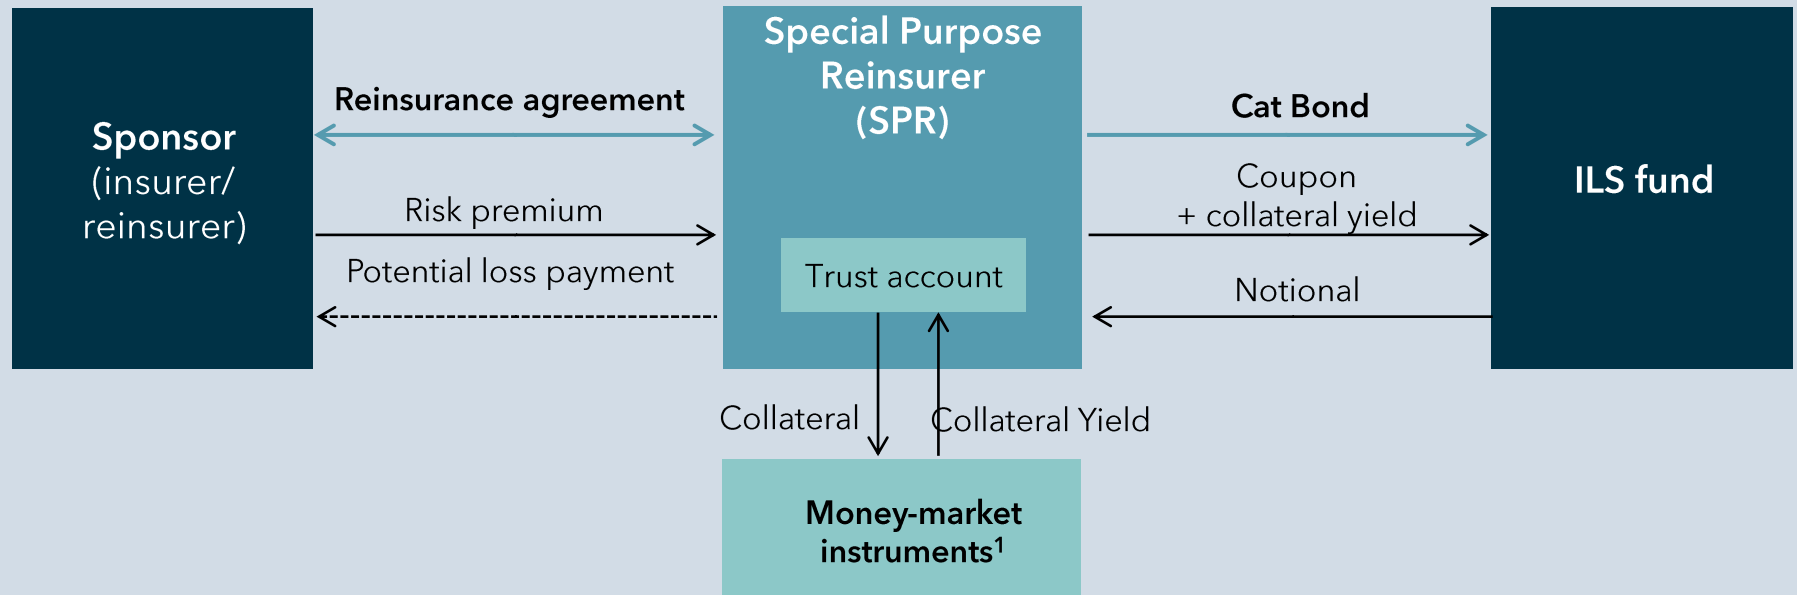 Sponsor
(insurer/
reinsurer)
Reinsurance agreement
Risk premium
Potential loss payment
Special Purpose
Reinsurer
(SPR)
Trust account
Cat Bond
Coupon
+ collateral yield
Notional
ILS fund
Collateral
Collateral Yield
Money-market
instruments¹